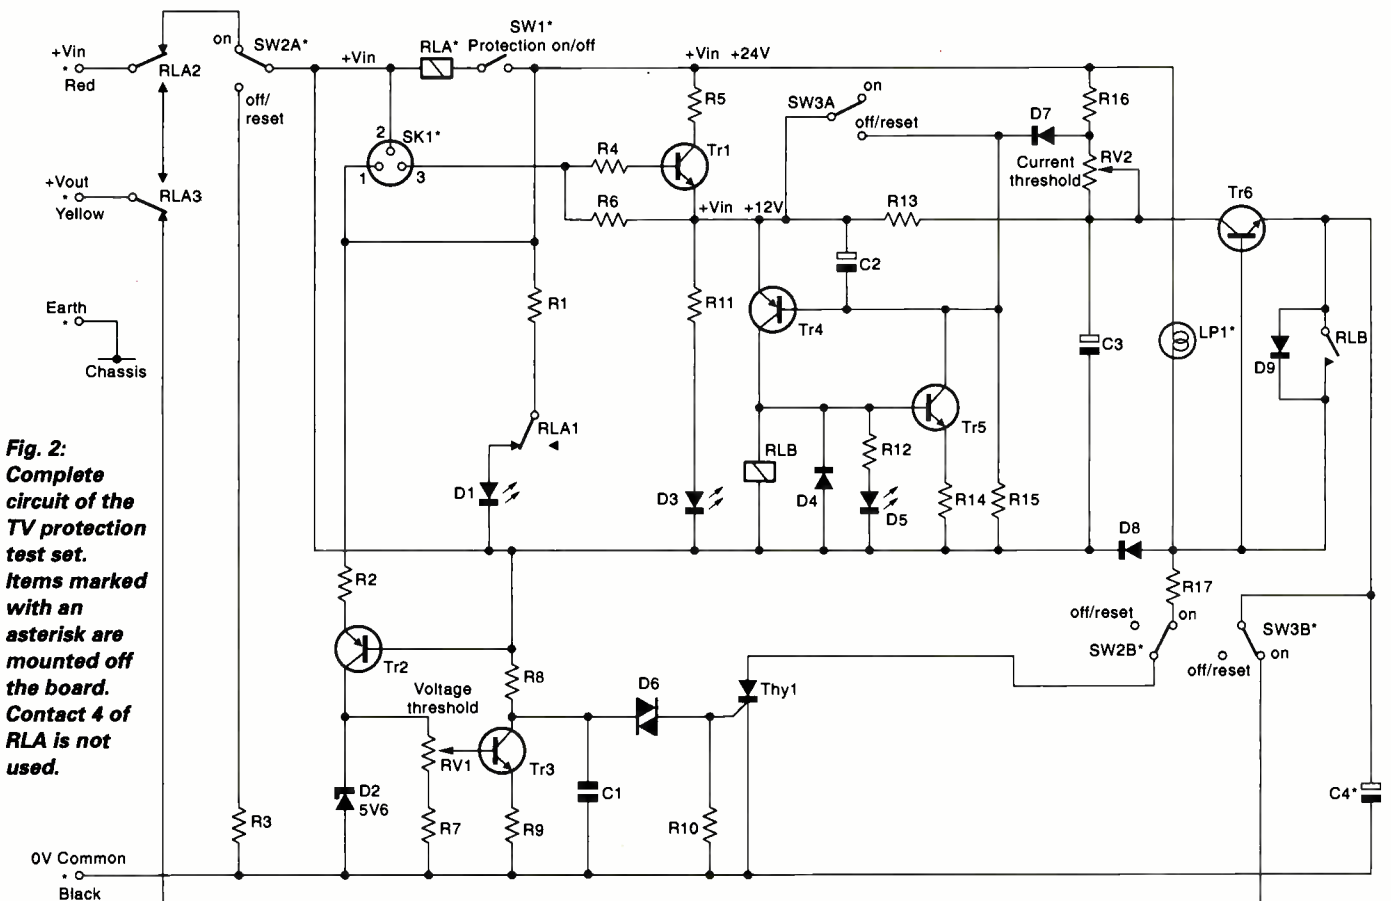 SW1*
on
SW2A*
+Vin
RLA*
Protection on/off
+Vin +24V
+Vin
* Red
RLA2
off/
reset
R5
SW3A
on
off/reset
D7
R16
2
SK1*
1
3
R4
Tr1
Current
threshold
RV2
+Vout
* Yellow
RLA3
R6
+Vin +12V
R13
Tr6
C2
Earth
*
Chassis
R1
R11
Tr4
C3
LP1*
D9
RLB
RLA1
Tr5
D1
D3
RLB
D4
R12
D5
R14
R15
D8
Fig. 2:
Complete
circuit of the
TV protection
test set.
Items marked
with an
asterisk are
mounted off
the board.
Contact 4 of
RLA is not
used.
R2
R17
off/reset
on
SW2B*
SW3B*
off/reset
on
Tr2
Voltage
threshold
R8
D6
Thy1
RV1
Tr3
D2
5V6
C1
C4*
R3
R7
R9
R10
0V Common
*
Black